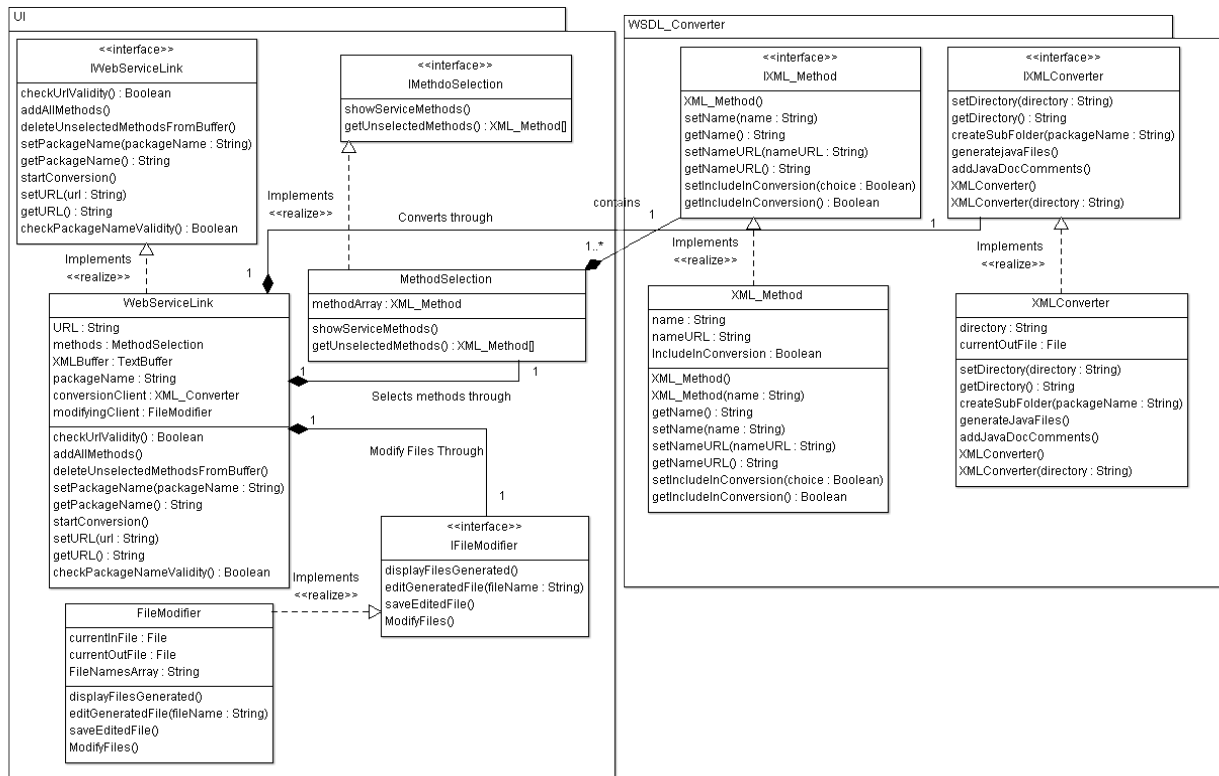 UI
<<interface>>
IWebServiceLink
checkUrlValidity() : Boolean
addAllMethods()
deleteUnselectedMethodsFromBuffer()
setPackageName(packageName : String)
getPackageName() : String
startConversion()
setURL(url : String)
getURL() : String
checkPackageNameValidity() : Boolean
<<interface>>
IMethdoSelection
showServiceMethods()
getUnselectedMethods() : XML_Method[]
Implements
<<realize>>
Converts through
1
Implements
<<realize>>
WebServiceLink
URL : String
methods : MethodSelection
XMLBuffer : TextBuffer
packageName : String
conversionClient : XML_Converter
modifyingClient : FileModifier
checkUrlValidity() : Boolean
addAllMethods()
deleteUnselectedMethodsFromBuffer()
setPackageName(packageName : String)
getPackageName() : String
startConversion()
setURL(url : String)
getURL() : String
checkPackageNameValidity() : Boolean
MethodSelection
methodArray : XML_Method
showServiceMethods()
getUnselectedMethods() : XML_Method[]
1
1
Selects methods through
1
Modify Files Through
1
<<interface>>
IFileModifier
displayFilesGenerated()
editGeneratedFile(fileName : String)
saveEditedFile()
ModifyFiles()
Implements
<<realize>>
FileModifier
currentInFile : File
currentOutFile : File
FileNamesArray : String
displayFilesGenerated()
editGeneratedFile(fileName : String)
saveEditedFile()
ModifyFiles()
WSDL_Converter
<<interface>>
IXML_Method
XML_Method()
setName(name : String)
getName() : String
setNameURL(nameURL : String)
getNameURL() : String
setIncludeInConversion(choice : Boolean)
getIncludeInConversion() : Boolean
contains
1
1..*
<<interface>>
IXMLConverter
setDirectory(directory : String)
getDirectory() : String
createSubFolder(packageName : String)
generatejavaFiles()
addJavaDocComments()
XMLConverter()
XMLConverter(directory : String)
1
Implements
<<realize>>
Implements
<<realize>>
XML_Method
name : String
nameURL : String
IncludeInConversion : Boolean
XML_Method()
XML_Method(name : String)
getName() : String
setName(name : String)
setNameURL(nameURL : String)
getNameURL() : String
setIncludeInConversion(choice : Boolean)
getIncludeInConversion() : Boolean
XMLConverter
directory : String
currentOutFile : File
setDirectory(directory : String)
getDirectory() : String
createSubFolder(packageName : String)
generateJavaFiles()
addJavaDocComments()
XMLConverter()
XMLConverter(directory : String)